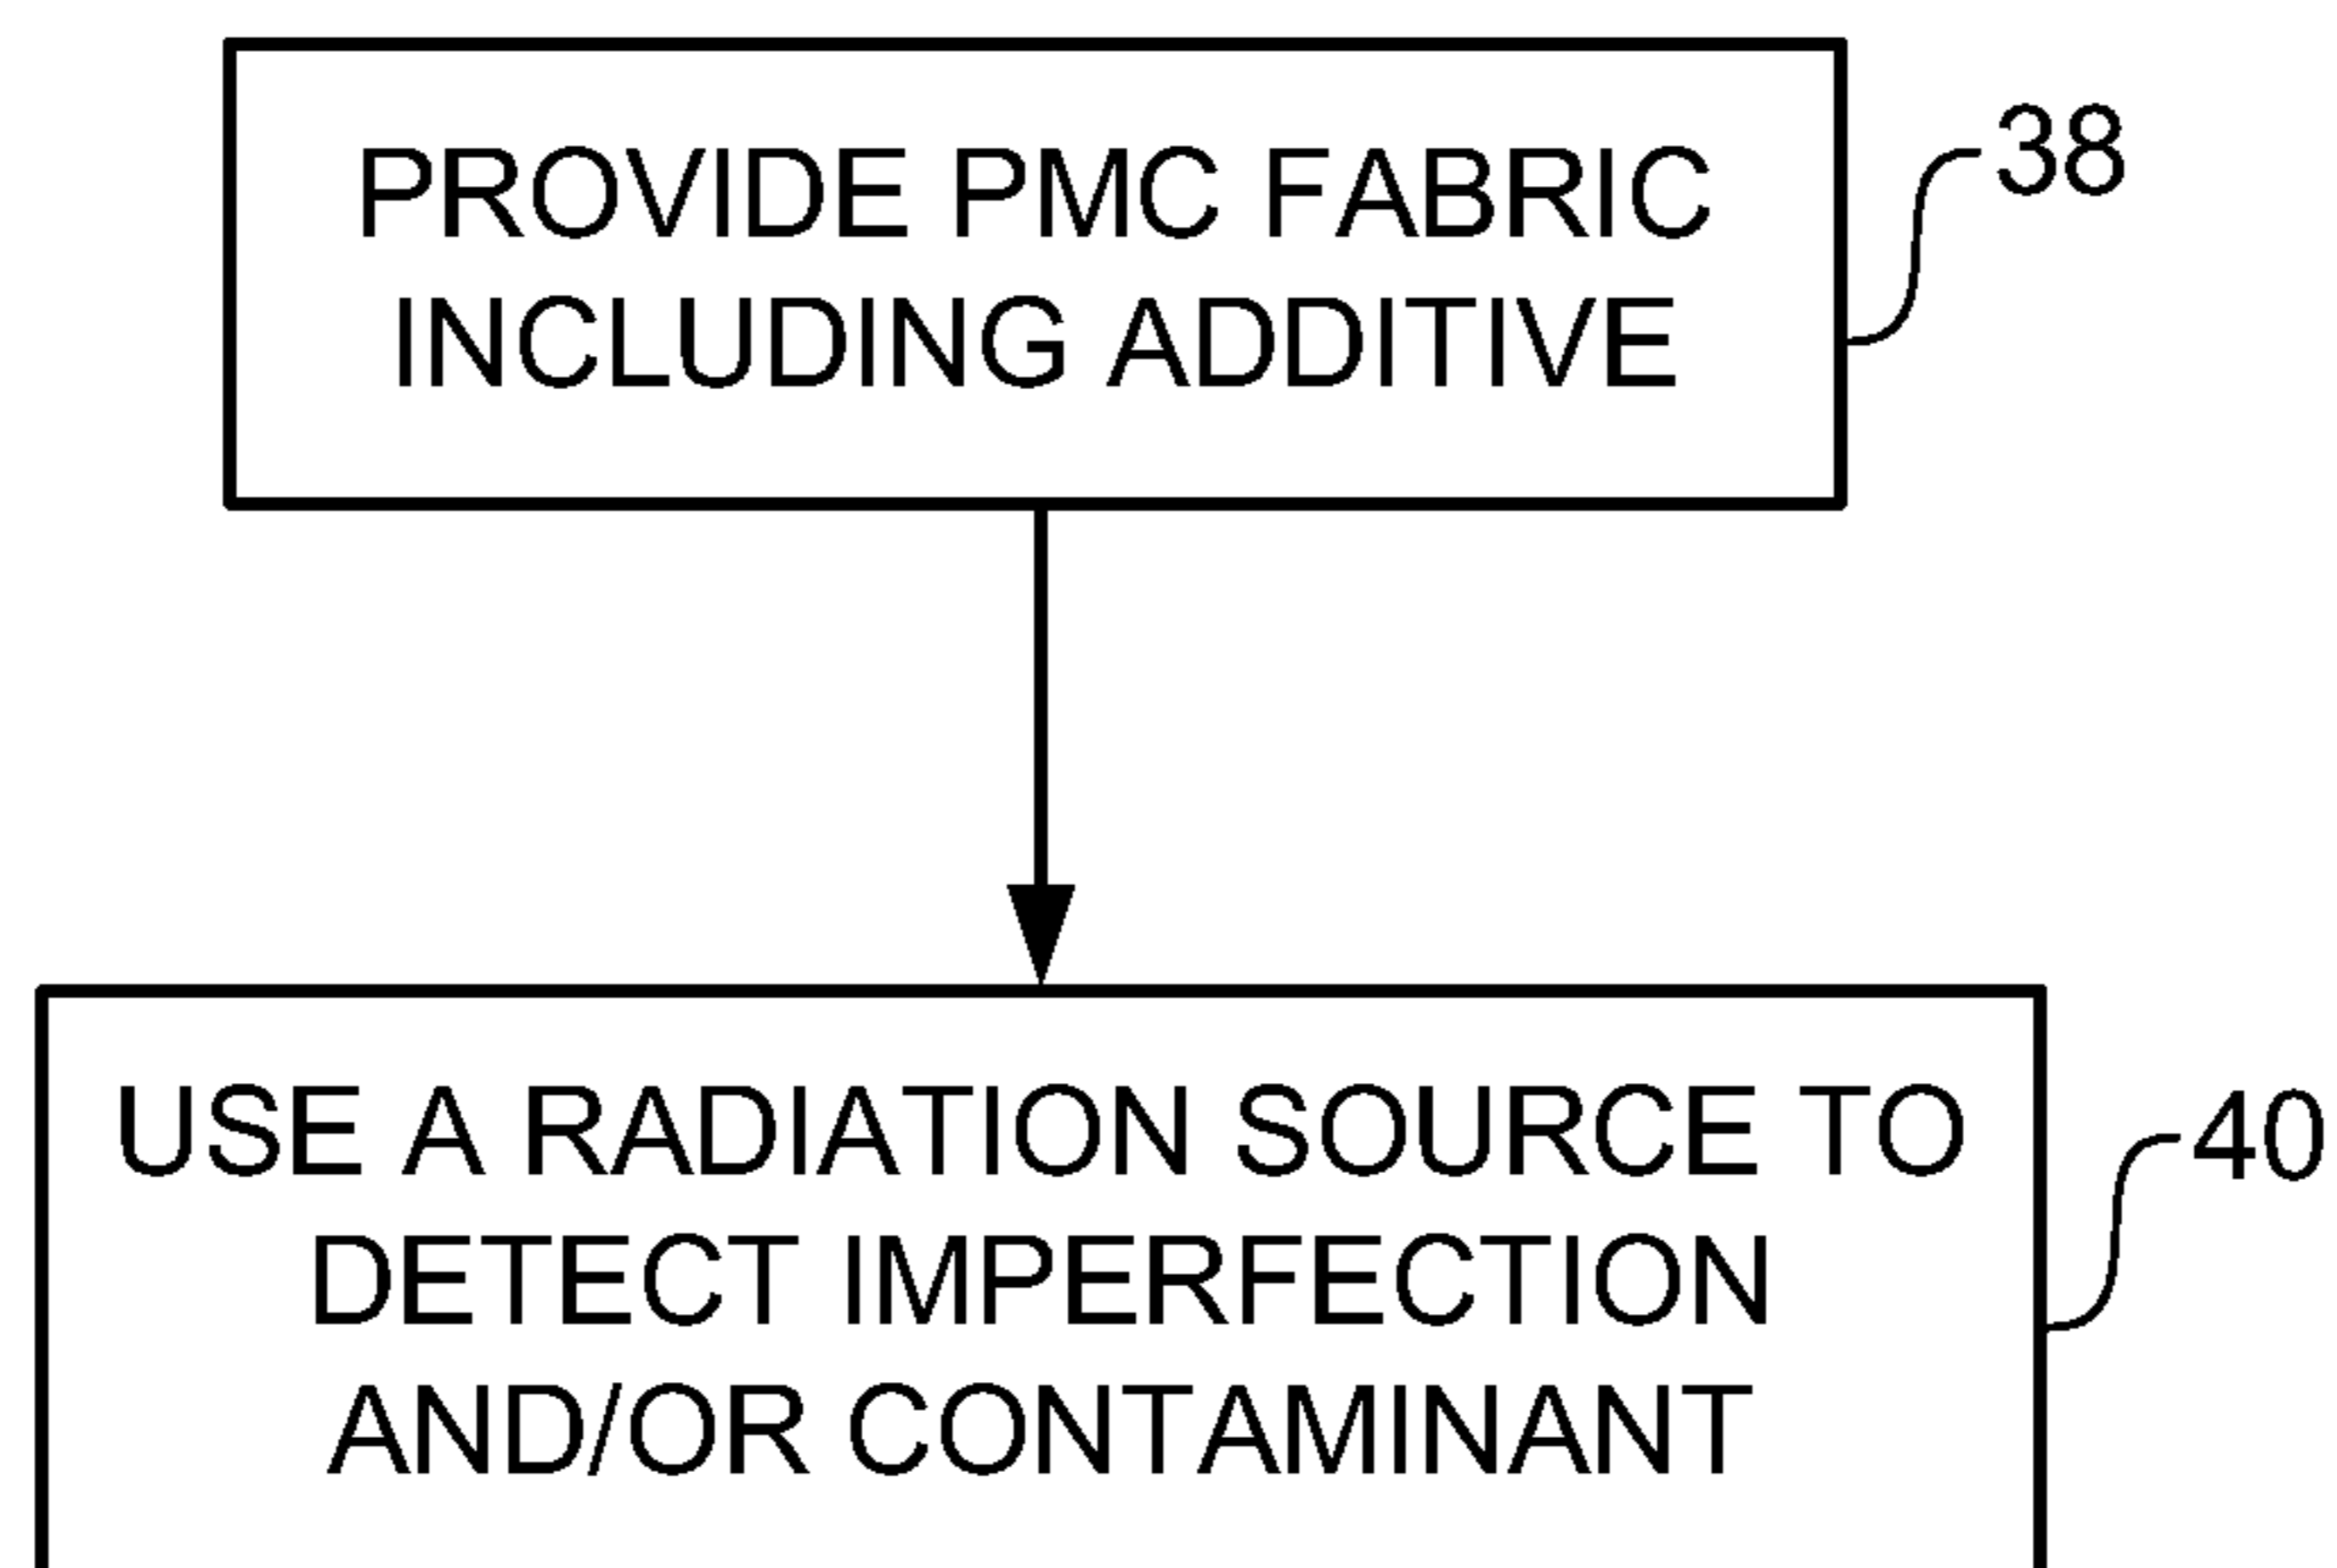 PROVIDE PMC FABRIC
INCLUDING ADDITIVE
38
USE A RADIATION SOURCE TO
DETECT IMPERFECTION
AND/OR CONTAMINANT
40